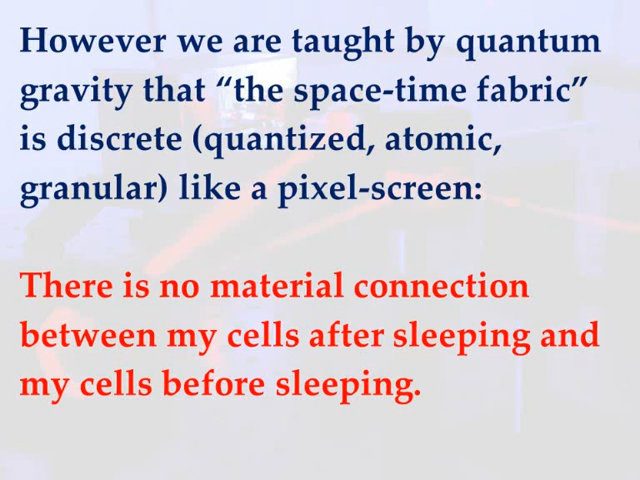 However we are taught by quantum
gravity that “the space-time fabric”
is discrete (quantized, atomic,
granular) like a pixel-screen:
There is no material connection
between my cells after sleeping and
my cells before sleeping.